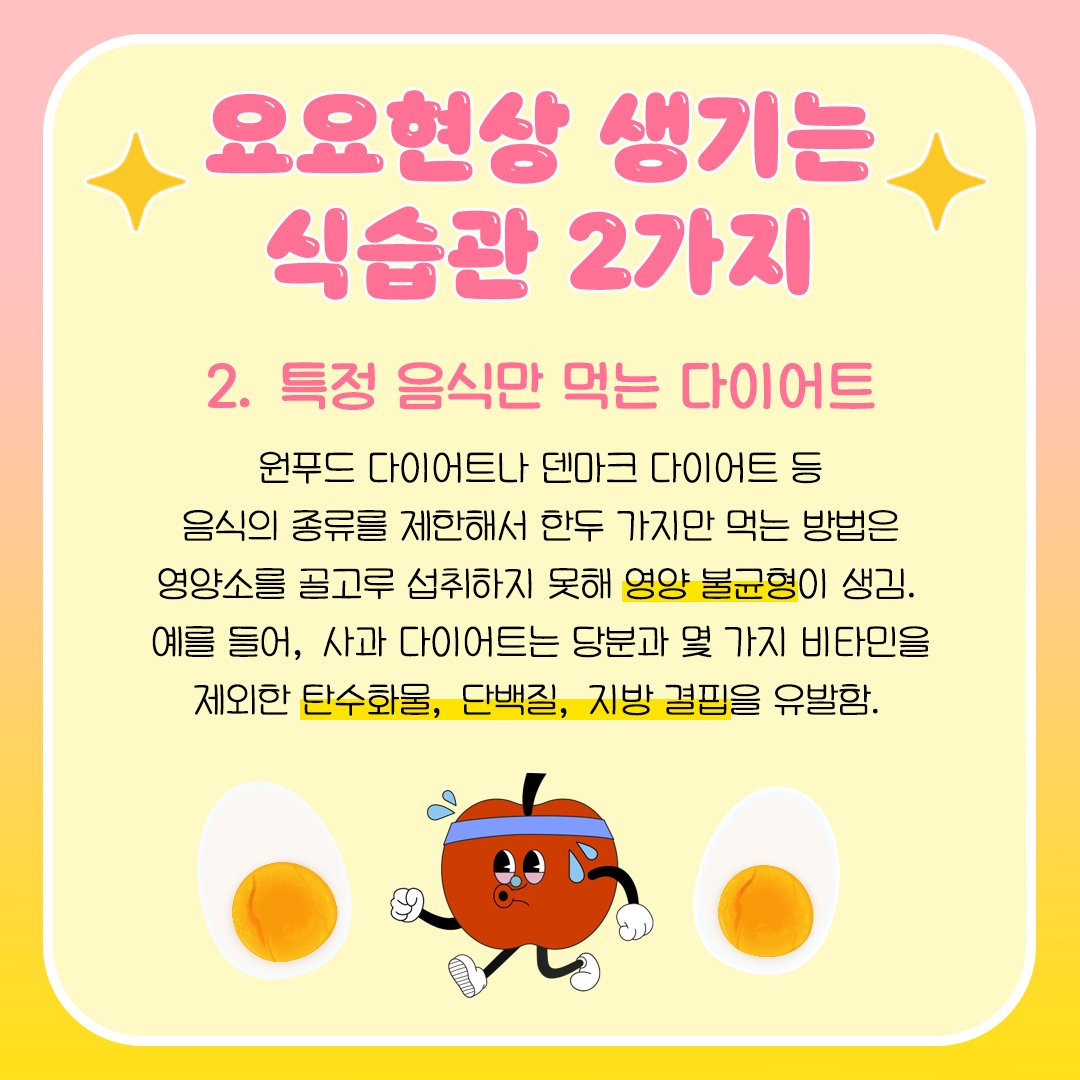 요요현상 생기는
식습관 2가지
2. 특정 음식만 먹는 다이어트
원푸드 다이어트나 덴마크 다이어트 등
음식의 종류를 제한해서 한두 가지만 먹는 방법은
영양소를 골고루 섭취하지 못해 영양 불균형이 생김.
예를 들어, 사과 다이어트는 당분과 몇 가지 비타민을
제외한 탄수화물, 단백질, 지방 결핍을 유발함.